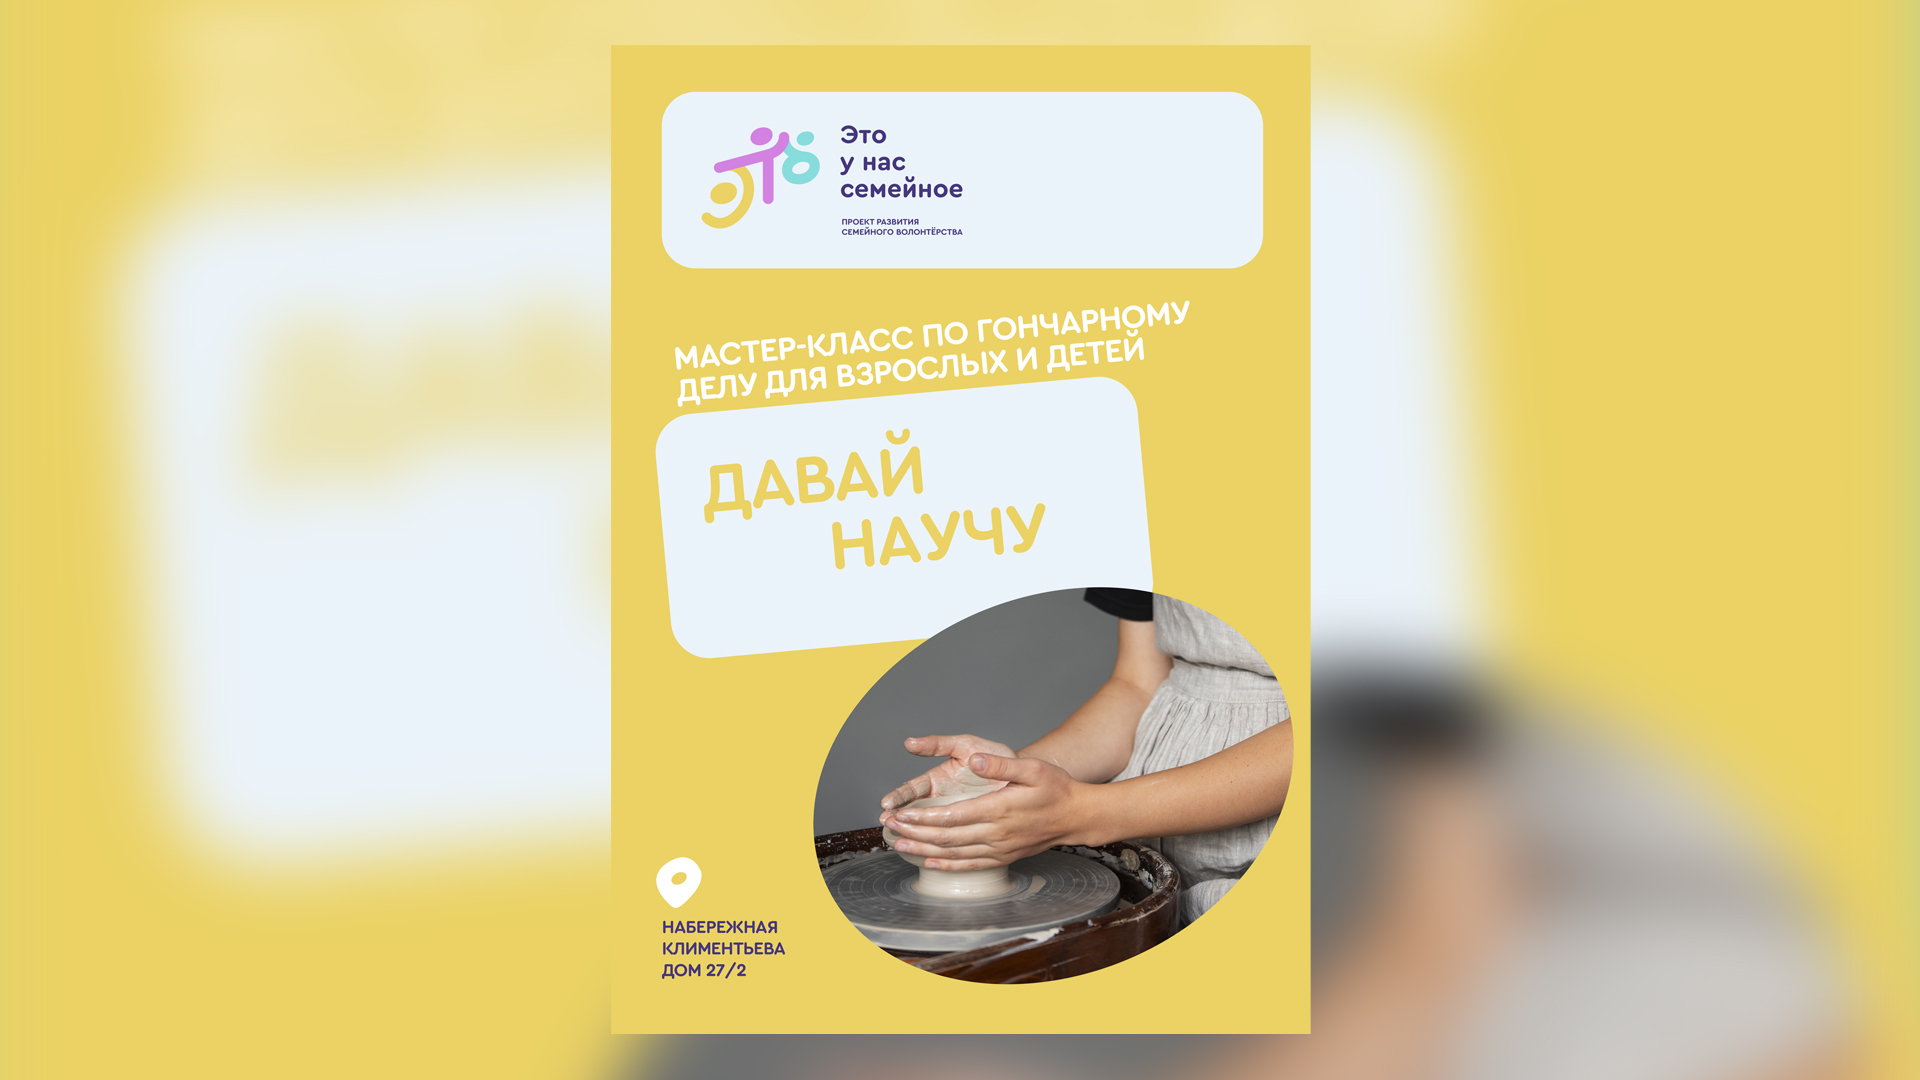 Это
у нас
семейное
ПРОЕКТ РАЗВИТИЯ
СЕМЕЙНОГО ВОЛОНТЁРСТВА
МАСТЕР-КЛАСС ПО ГОНЧАРНОМУ
ДЕЛУ ДЛЯ ВЗРОСЛЫХ И ДЕТЕЙ
ДАВАЙ
НАУЧУ
НАБЕРЕЖНАЯ
КЛИМЕНТЬЕВА
ДОМ 27/2